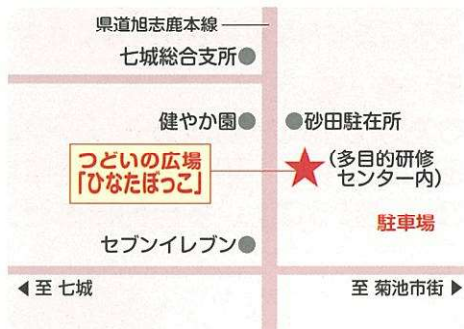 県道旭志鹿本線
七城総合支所
健やか園
砂田駐在所
つどいの広場
「ひなたぼっこ」
(多目的研修
センター内)
駐車場
セブンイレブン
◀至 七城
至 菊池市街▶